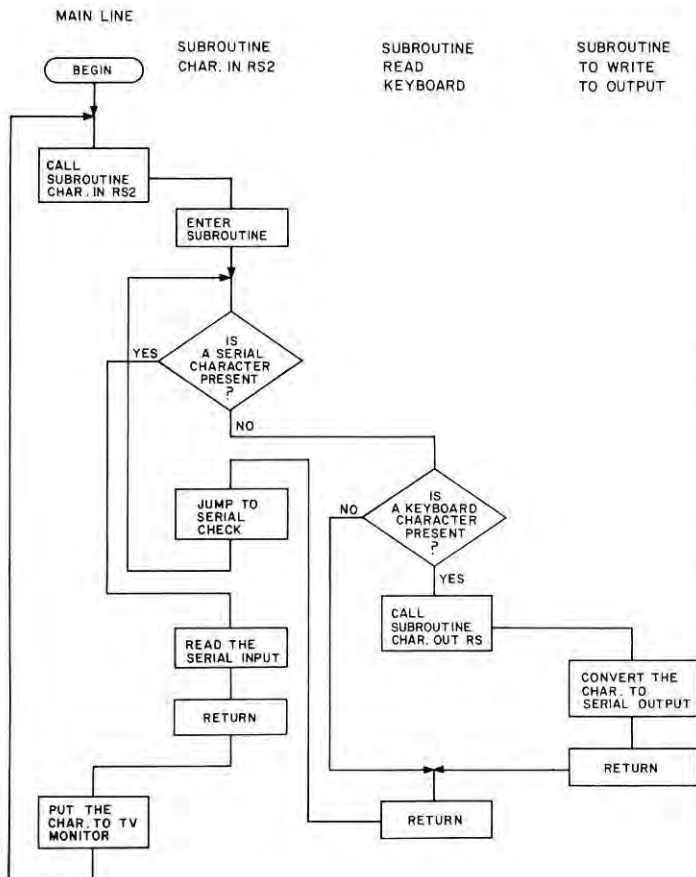 MAIN LINE
SUBROUTINE
CHAR. IN RS2
SUBROUTINE
READ
KEYBOARD
SUBROUTINE
TO WRITE
TO OUTPUT
BEGIN
CALL
SUBROUTINE
CHAR. IN RS2
ENTER
SUBROUTINE
IS
A SERIAL
CHARACTER
PRESENT
?
YES
NO
JUMP TO
SERIAL
CHECK
IS
A KEYBOARD
CHARACTER
PRESENT
?
NO
YES
CALL
SUBROUTINE
CHAR. OUT RS
READ THE
SERIAL INPUT
CONVERT THE
CHAR. TO
SERIAL OUTPUT
RETURN
RETURN
PUT THE
CHAR. TO TV
MONITOR
RETURN